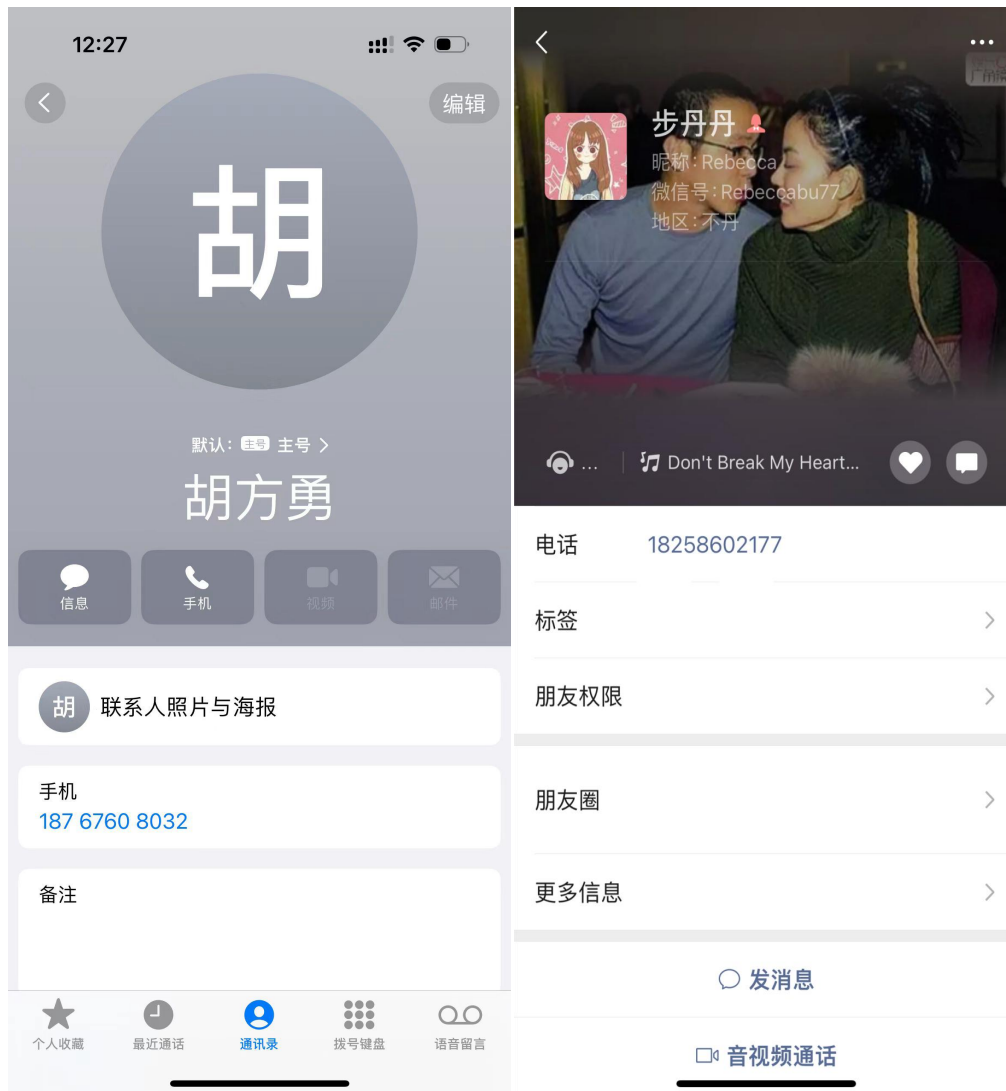 12:27
编辑
胡
默认: 主号 主号
胡方勇
信息
手机
视频
邮件
胡 联系人照片与海报
手机
187 6760 8032
备注
个人收藏
最近通话
通讯录
拨号键盘
语音留言
步丹丹
昵称: Rebecca
微信号: Rebeccabu77
地区: 不丹
... Don't Break My Heart...
电话 18258602177
标签
朋友权限
朋友圈
更多信息
发消息
音视频通话